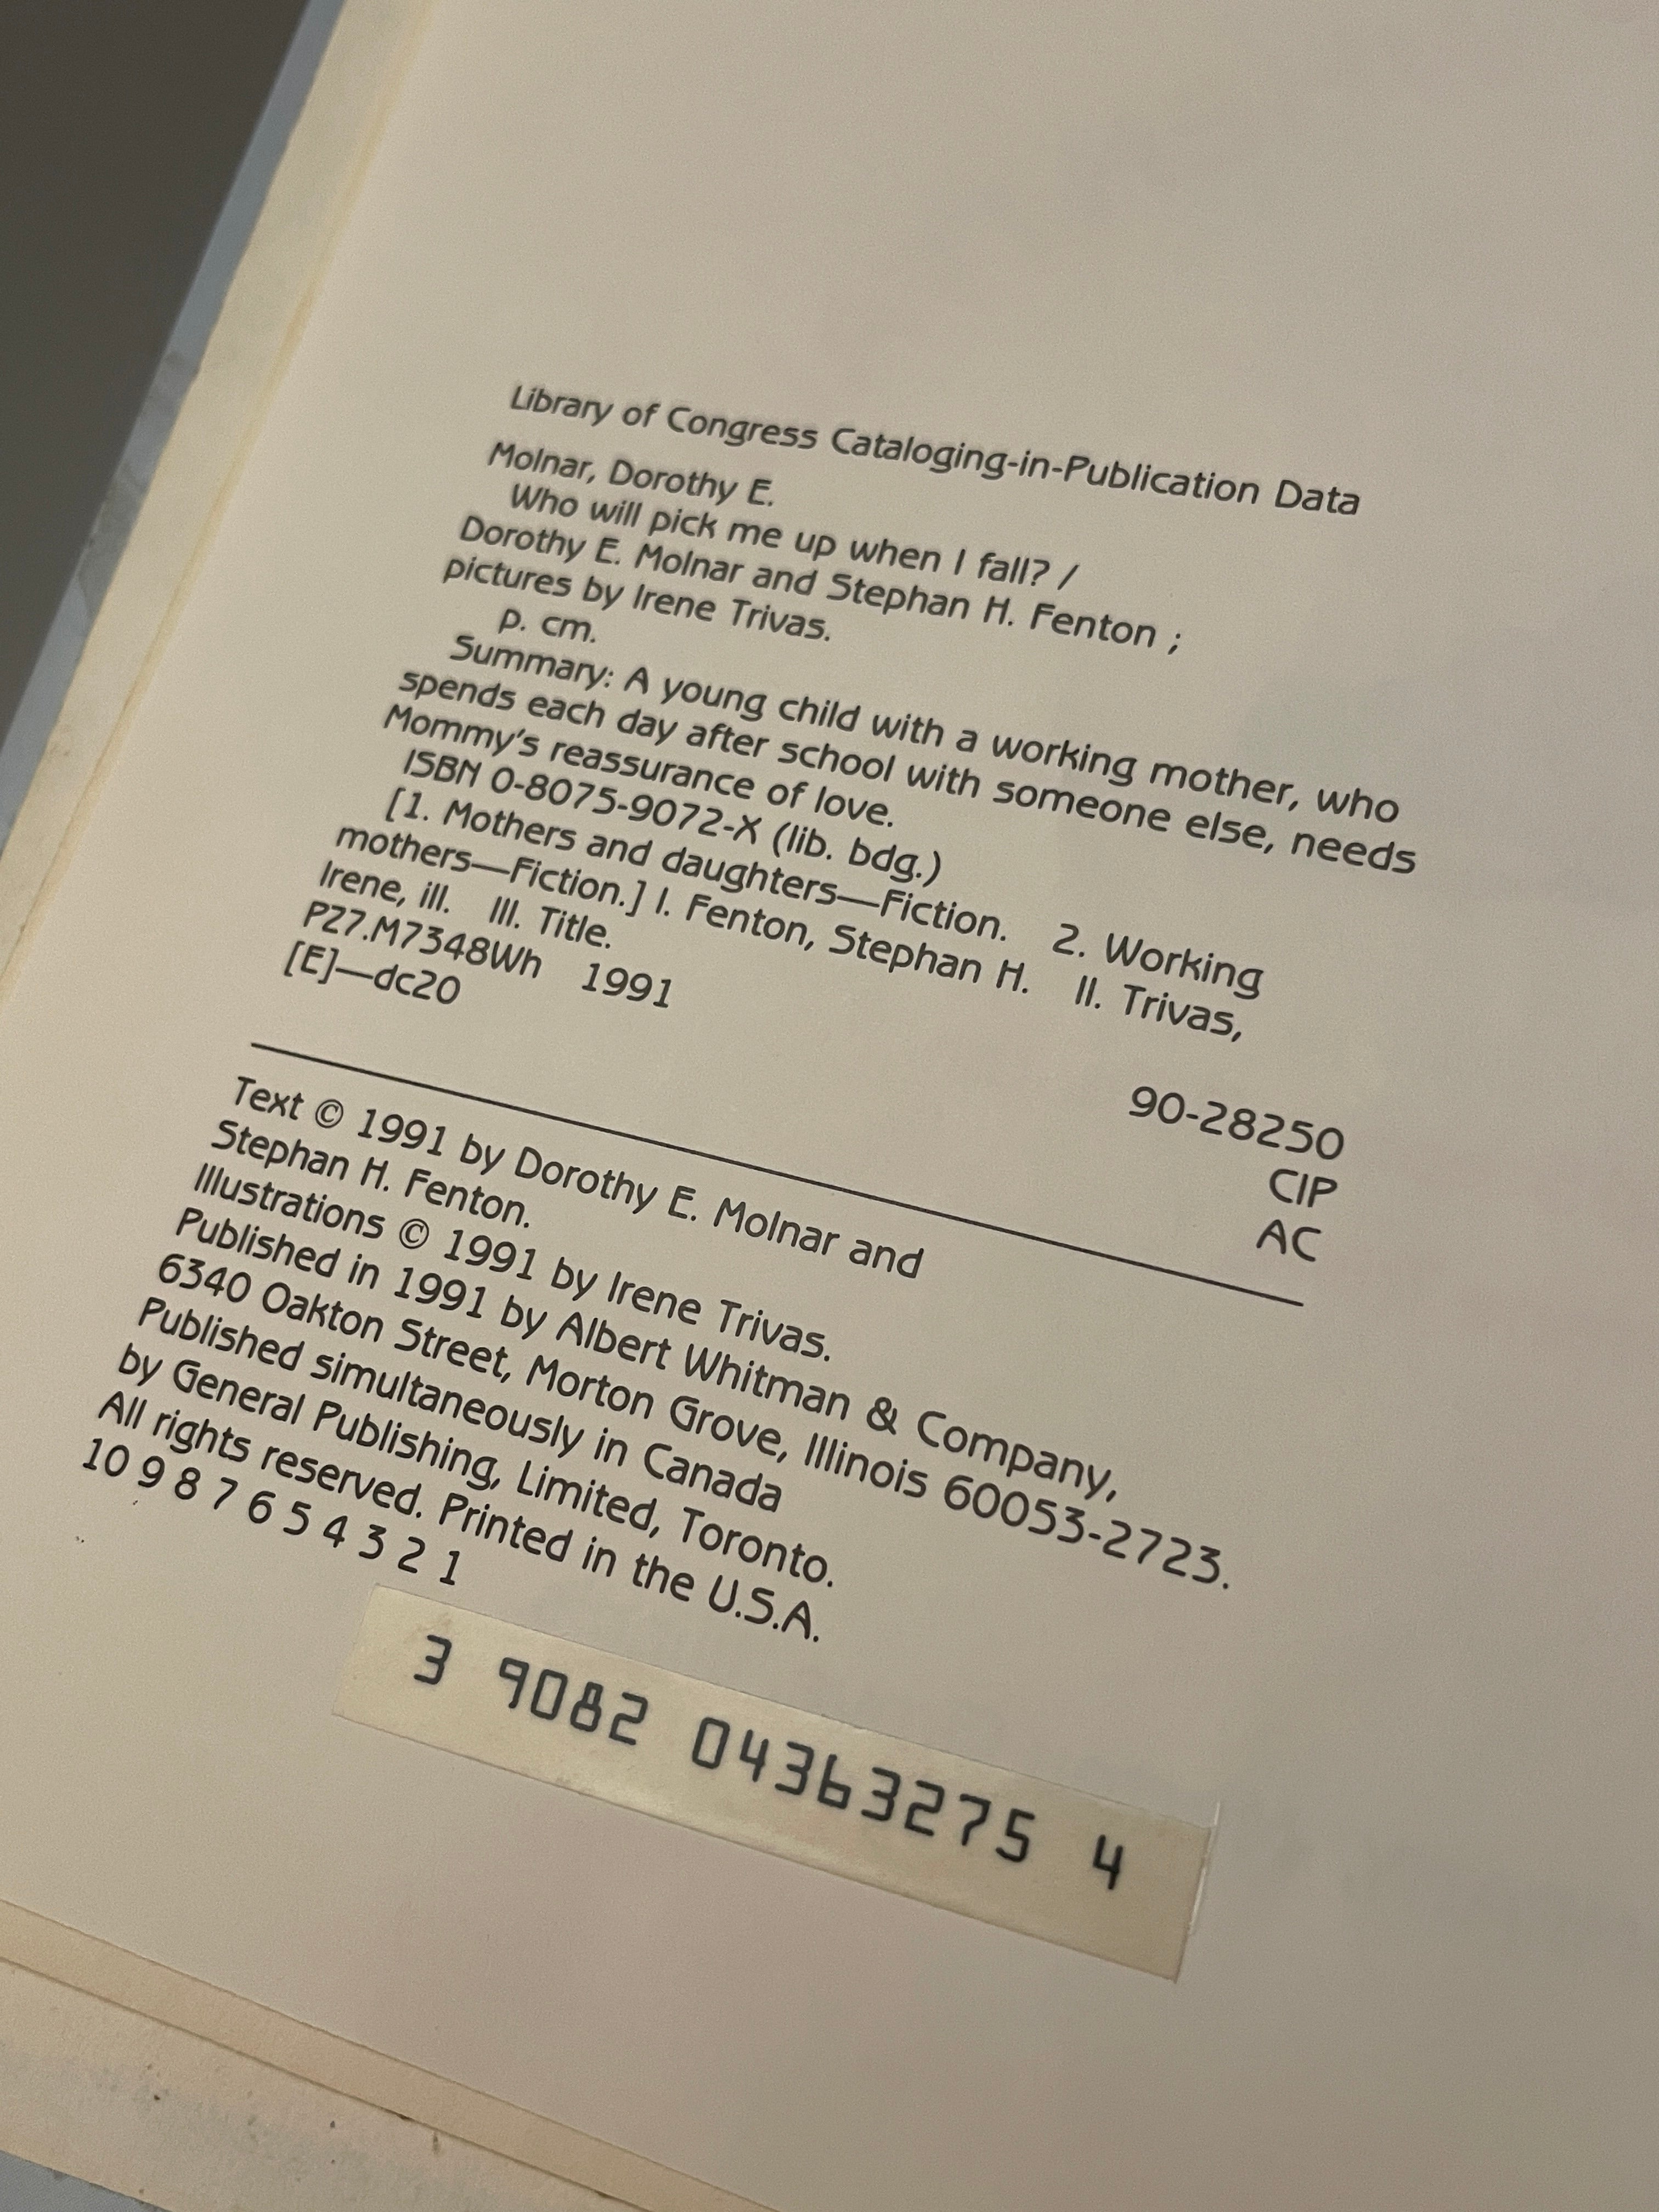 Library of Congress Cataloging-in-Publication Data
Molnar, Dorothy E.
Who will pick me up when I fall? /
Dorothy E. Molnar and Stephan H. Fenton ;
pictures by Irene Trivas.
p. cm.
Summary: A young child with a working mother, who
spends each day after school with someone else, needs
Mommy's reassurance of love.
ISBN 0-8075-9072-X (lib. bdg.)
[1. Mothers and daughters—Fiction. 2. Working
mothers—Fiction.] I. Fenton, Stephan H. II. Trivas,
Irene, ill. III. Title.
PZ7.M7348Wh 1991
[E]—dc20
90-28250
CIP
AC
Text © 1991 by Dorothy E. Molnar and
Stephan H. Fenton.
Illustrations © 1991 by Irene Trivas.
Published in 1991 by Albert Whitman & Company,
6340 Oakton Street, Morton Grove, Illinois 60053-2723.
Published simultaneously in Canada
by General Publishing, Limited, Toronto.
All rights reserved. Printed in the U.S.A.
10 9 8 7 6 5 4 3 2 1
3 9082 04363275 4